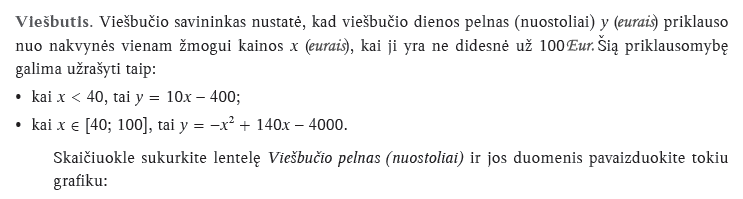 Viešbutis. Viešbučio savininkas nustatė, kad viešbučio dienos pelnas (nuostoliai) y (eurais) priklauso
nuo nakvynės vienam žmogui kainos x (eurais), kai ji yra ne didesnė už 100 Eur. Šią priklausomybę
galima užrašyti taip:
• kai x < 40, tai y = 10x – 400;
• kai x ∈ [40; 100], tai y = –x² + 140x – 4000.
Skaičiuokle sukurkite lentelę Viešbučio pelnas (nuostoliai) ir jos duomenis pavaizduokite tokiu
grafiku: